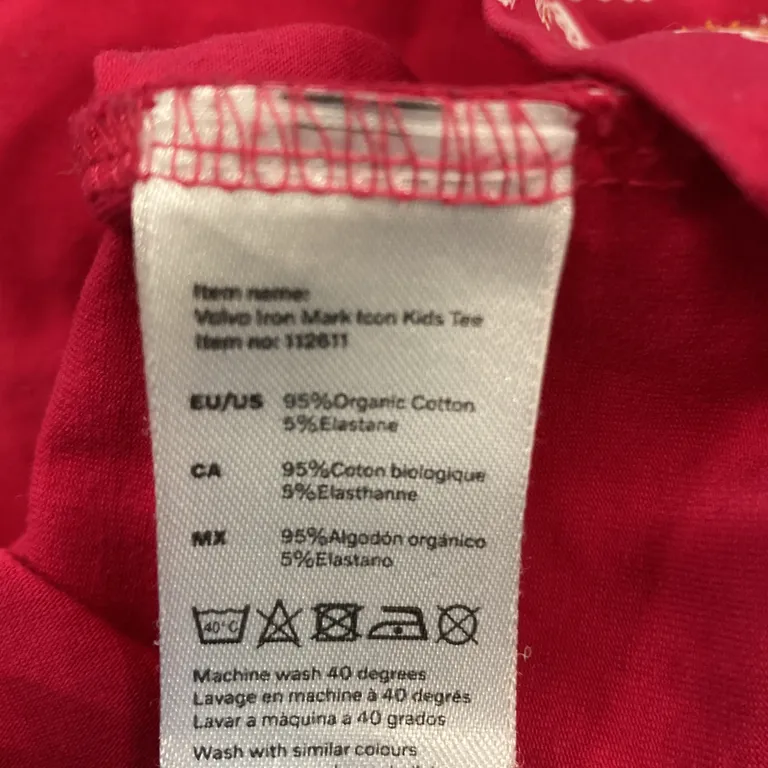 Item name:
Volvo Iron Mark Icon Kids Tee
Item no: 112611
EU/US 95%Organic Cotton
5%Elastane
CA 95%Coton biologique
5%Elasthanne
MX 95%Algodón orgánico
5%Elastano
40°C
Machine wash 40 degrees
Lavage en machine à 40 degrés
Lavar a màquina a 40 grados
Wash with similar colours